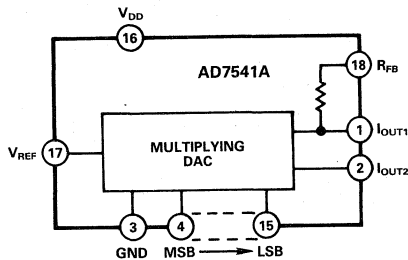 VDD
16
18 RFB
AD7541A
1 IOUT1
MULTIPLYING
DAC
VREF 17
2 IOUT2
3 4 15
GND MSB LSB